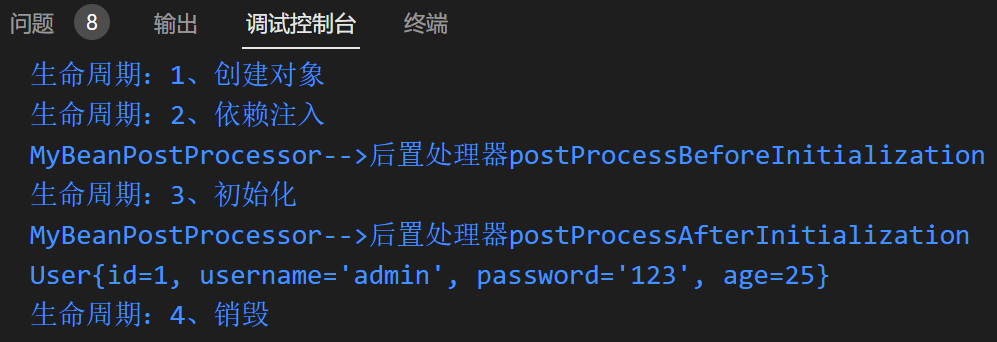 问题 8 输出 调试控制台 终端
生命周期：1、创建对象
生命周期：2、依赖注入
MyBeanPostProcessor-->后置处理器postProcessBeforeInitialization
生命周期：3、初始化
MyBeanPostProcessor-->后置处理器postProcessAfterInitialization
User{id=1, username='admin', password='123', age=25}
生命周期：4、销毁